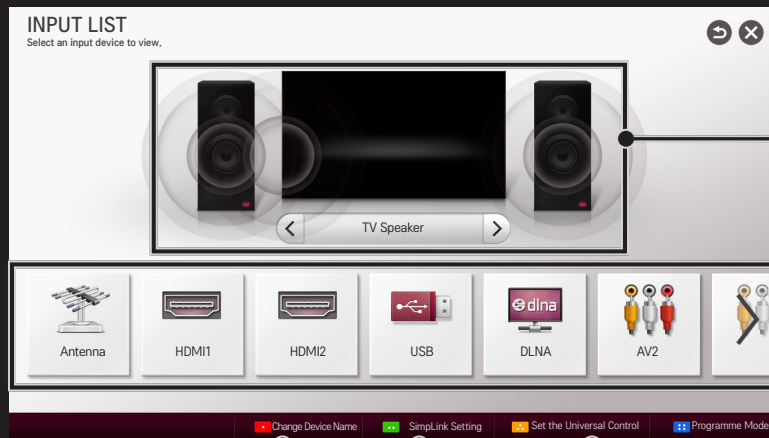 INPUT LIST
Select an input device to view.
TV Speaker
dlna
Antenna
HDMI1
HDMI2
USB
DLNA
AV2
Change Device Name
SimpLink Setting
Set the Universal Control
Programme Mode